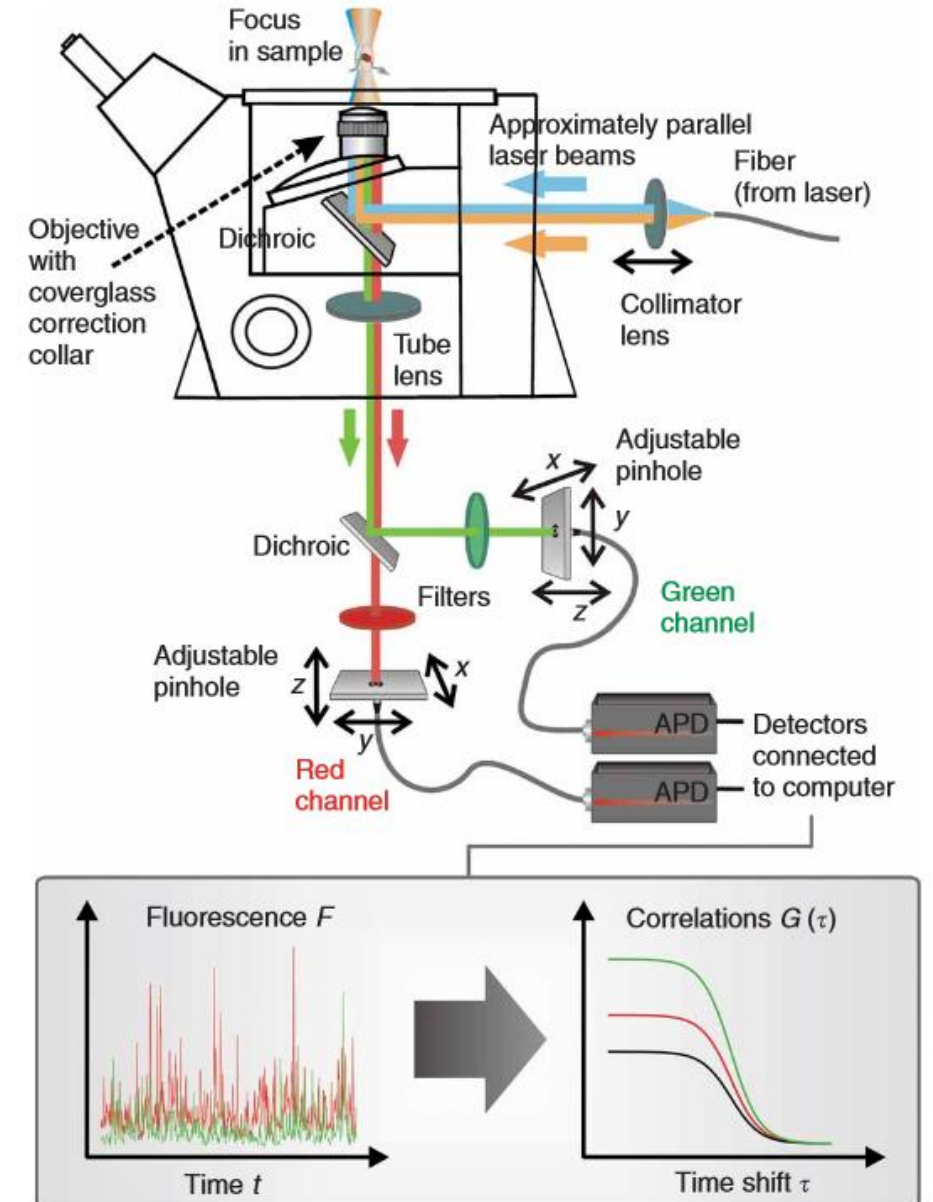 Focus
in sample
Approximately parallel
laser beams
Fiber
(from laser)
Objective
with
coverglass
correction
collar
Dichroic
Collimator
lens
Tube
lens
Adjustable
pinhole
x
y
z
Dichroic
Filters
Green
channel
Adjustable
pinhole
z
x
y
Red
channel
APD
APD
Detectors
connected
to computer
Fluorescence F
Time t
Correlations G (τ)
Time shift τ